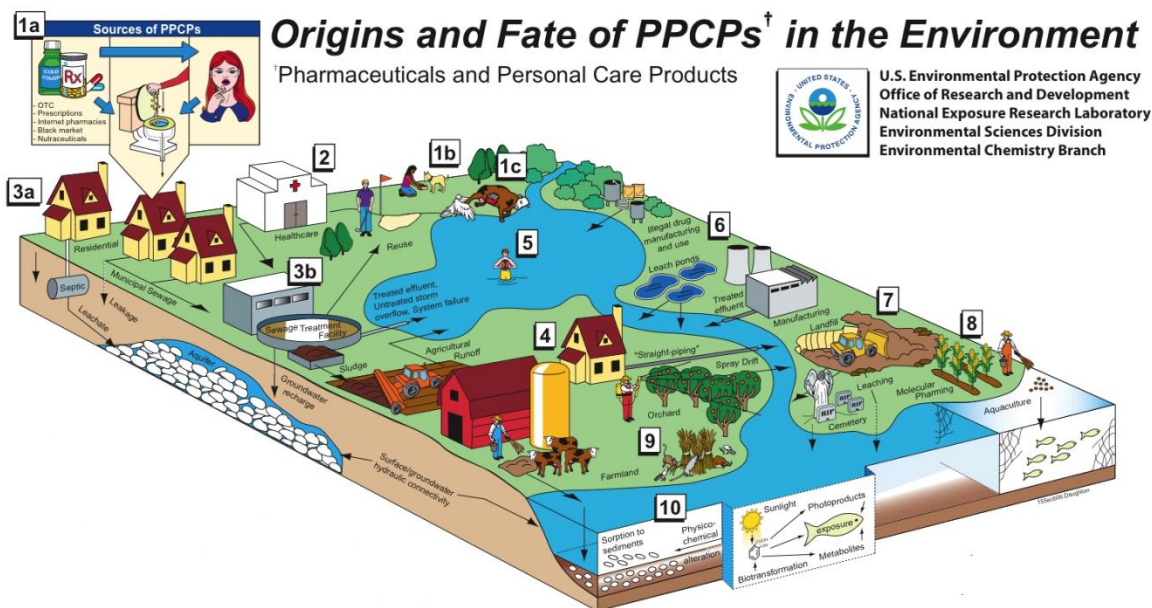 1a
Sources of PPCPs
COLD
COUGH
Rx
- OTC
- Prescriptions
- Internet pharmacies
- Black market
- Nutraceuticals
Origins and Fate of PPCPs† in the Environment
†Pharmaceuticals and Personal Care Products
UNITED STATES
ENVIRONMENTAL PROTECTION AGENCY
U.S. Environmental Protection Agency
Office of Research and Development
National Exposure Research Laboratory
Environmental Sciences Division
Environmental Chemistry Branch
2
1b
1c
3a
Residential
Healthcare
Reuse
5
Illegal drug
manufacturing
and use
6
Leach ponds
Septic
Municipal Sewage
Leakage
Leachate
3b
Sewage Treatment
Facility
Treated effluent,
Untreated storm
overflow, System failure
Treated
effluent
Manufacturing
7
Landfill
8
Sludge
Agricultural
Runoff
4
"Straight-piping"
Spray Drift
Orchard
Leaching
Molecular
Pharming
RIP
RIP
RIP
Cemetery
Aquaculture
Aquifer
Groundwater
recharge
Surface/groundwater
hydraulic connectivity
9
Farmland
10
Sorption to
sediments
Physico-
chemical
alteration
Sunlight
Photoproducts
exposure
Metabolites
Biotransformation